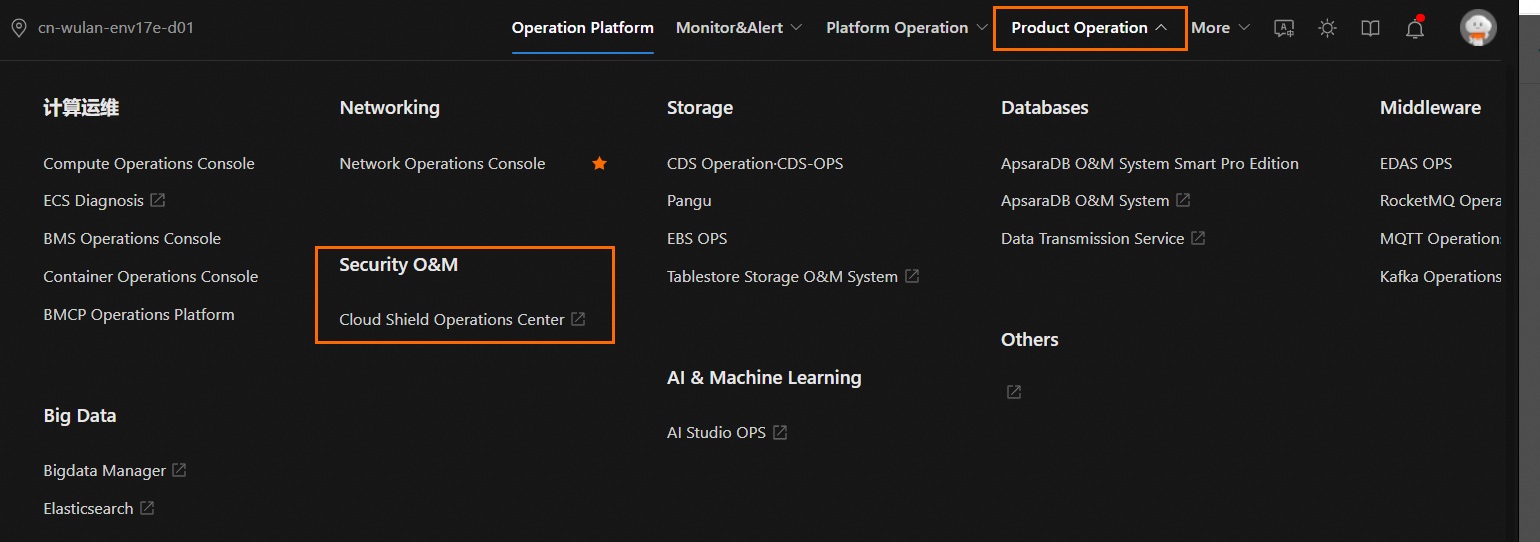 cn-wulan-env17e-d01
Operation Platform
Monitor&Alert
Platform Operation
Product Operation
More
计算运维
Compute Operations Console
ECS Diagnosis
BMS Operations Console
Container Operations Console
BMCP Operations Platform
Big Data
Bigdata Manager
Elasticsearch
Networking
Network Operations Console
Security O&M
Cloud Shield Operations Center
Storage
CDS Operation·CDS-OPS
Pangu
EBS OPS
Tablestore Storage O&M System
AI & Machine Learning
AI Studio OPS
Databases
ApsaraDB O&M System Smart Pro Edition
ApsaraDB O&M System
Data Transmission Service
Others
Middleware
EDAS OPS
RocketMQ Opera
MQTT Operation
Kafka Operations